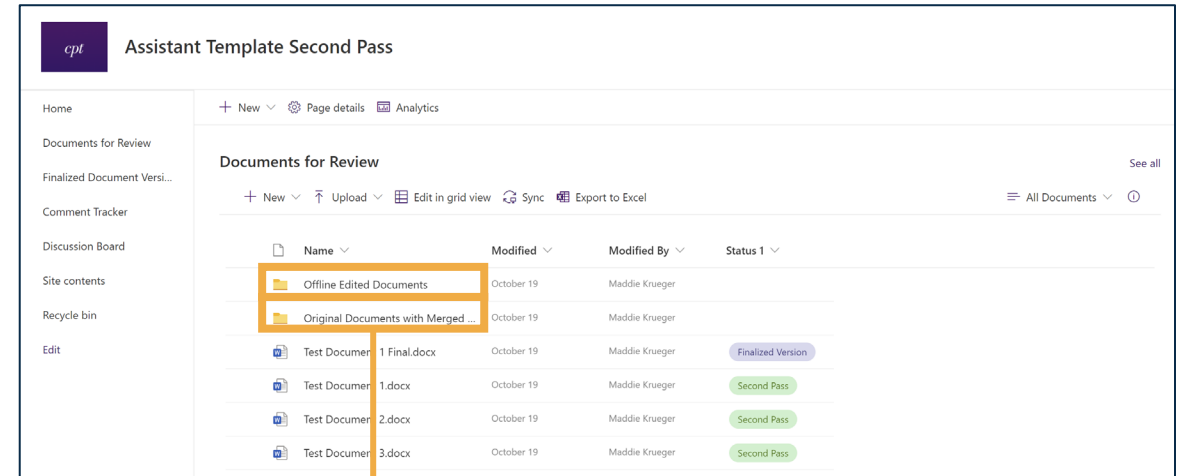 cpt
Assistant Template Second Pass
Home
Documents for Review
Finalized Document Versi...
Comment Tracker
Discussion Board
Site contents
Recycle bin
Edit
New Page details Analytics
Documents for Review See all
New Upload Edit in grid view Sync Export to Excel All Documents
Name Modified Modified By Status 1
Offline Edited Documents October 19 Maddie Krueger
Original Documents with Merged ... October 19 Maddie Krueger
Test Documen 1 Final.docx October 19 Maddie Krueger Finalized Version
Test Documen 1.docx October 19 Maddie Krueger Second Pass
Test Documen 2.docx October 19 Maddie Krueger Second Pass
Test Documen 3.docx October 19 Maddie Krueger Second Pass